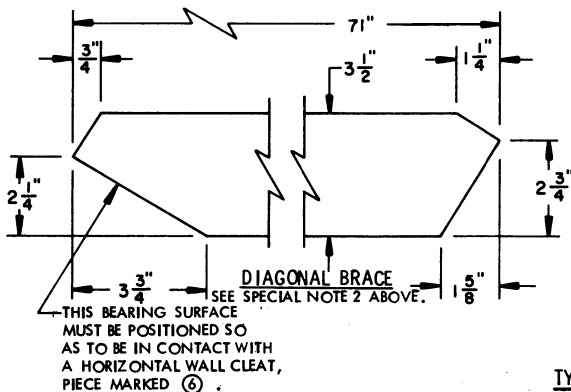 71"
3/4"
3 1/2"
1 1/4"
2 1/4"
2 3/4"
3 3/4"
DIAGONAL BRACE
1 5/8"
SEE SPECIAL NOTE 2 ABOVE.
THIS BEARING SURFACE
MUST BE POSITIONED SO
AS TO BE IN CONTACT WITH
A HORIZONTAL WALL CLEAT,
PIECE MARKED ⑥ .
TY